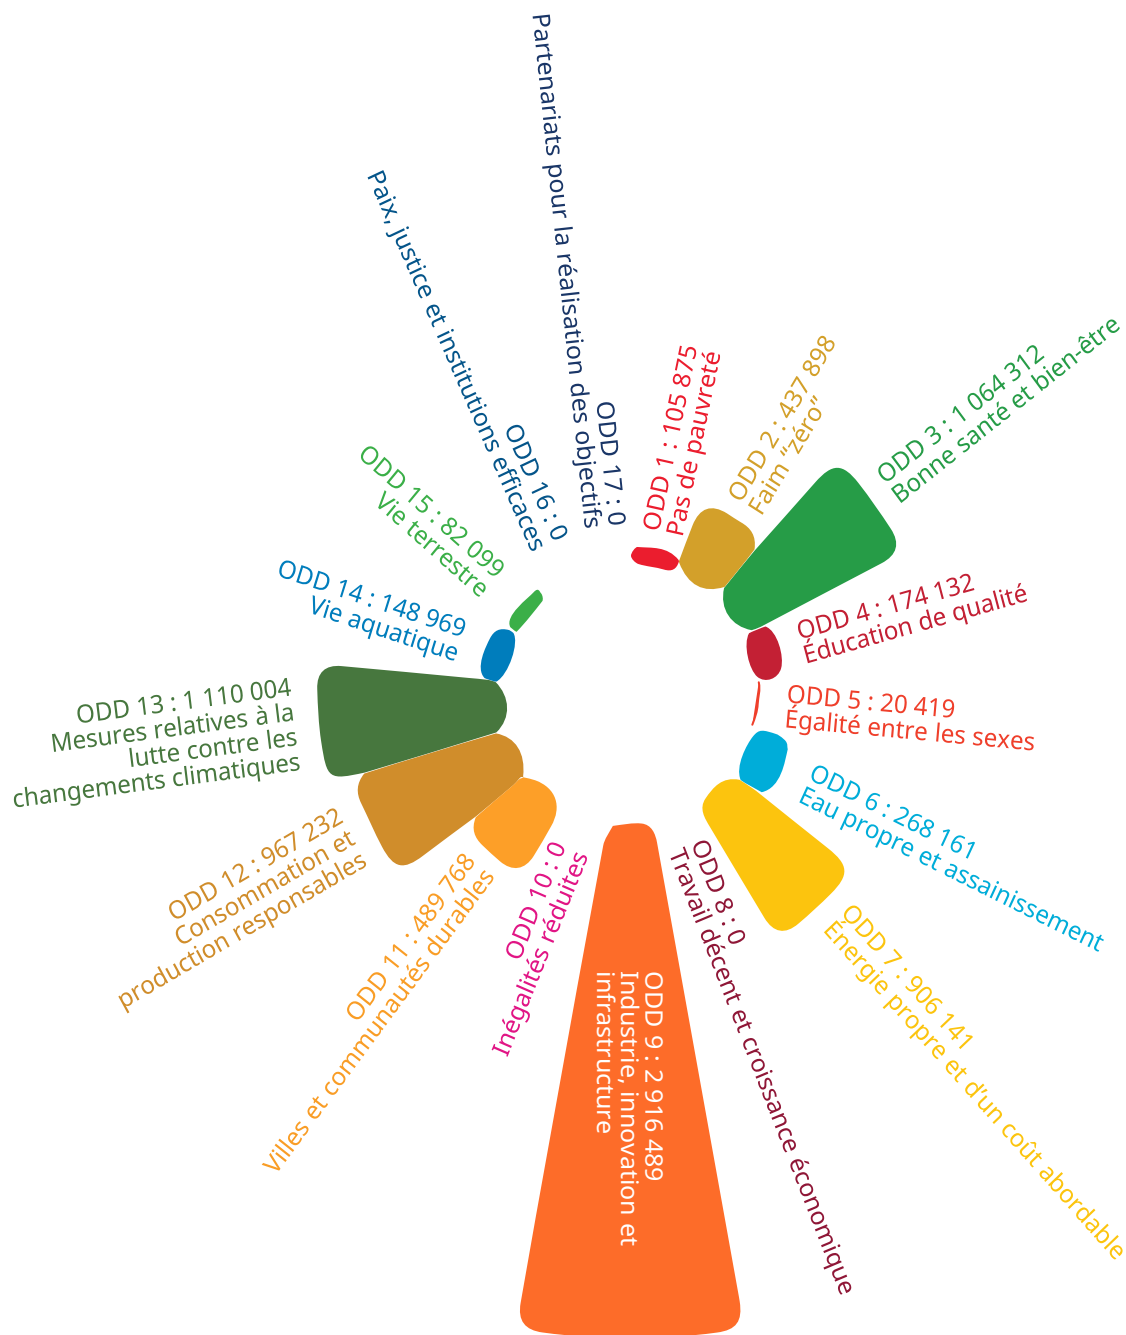 ODD 1 : 105 875
Pas de pauvreté
ODD 2 : 437 898
Faim “zéro”
ODD 3 : 1 064 312
Bonne santé et bien-être
ODD 4 : 174 132
Éducation de qualité
ODD 5 : 20 419
Égalité entre les sexes
ODD 6 : 268 161
Eau propre et assainissement
ODD 7 : 906 141
Énergie propre et d’un coût abordable
ODD 8 : 0
Travail décent et croissance économique
ODD 9 : 2 916 489
Industrie, innovation et
infrastructure
ODD 10 : 0
Inégalités réduites
ODD 11 : 489 768
Villes et communautés durables
ODD 12 : 967 232
Consommation et
production responsables
ODD 13 : 1 110 004
Mesures relatives à la
lutte contre les
changements climatiques
ODD 14 : 148 969
Vie aquatique
ODD 15 : 82 099
Vie terrestre
ODD 16 : 0
Paix, justice et institutions efficaces
ODD 17 : 0
Partenariats pour la réalisation des objectifs